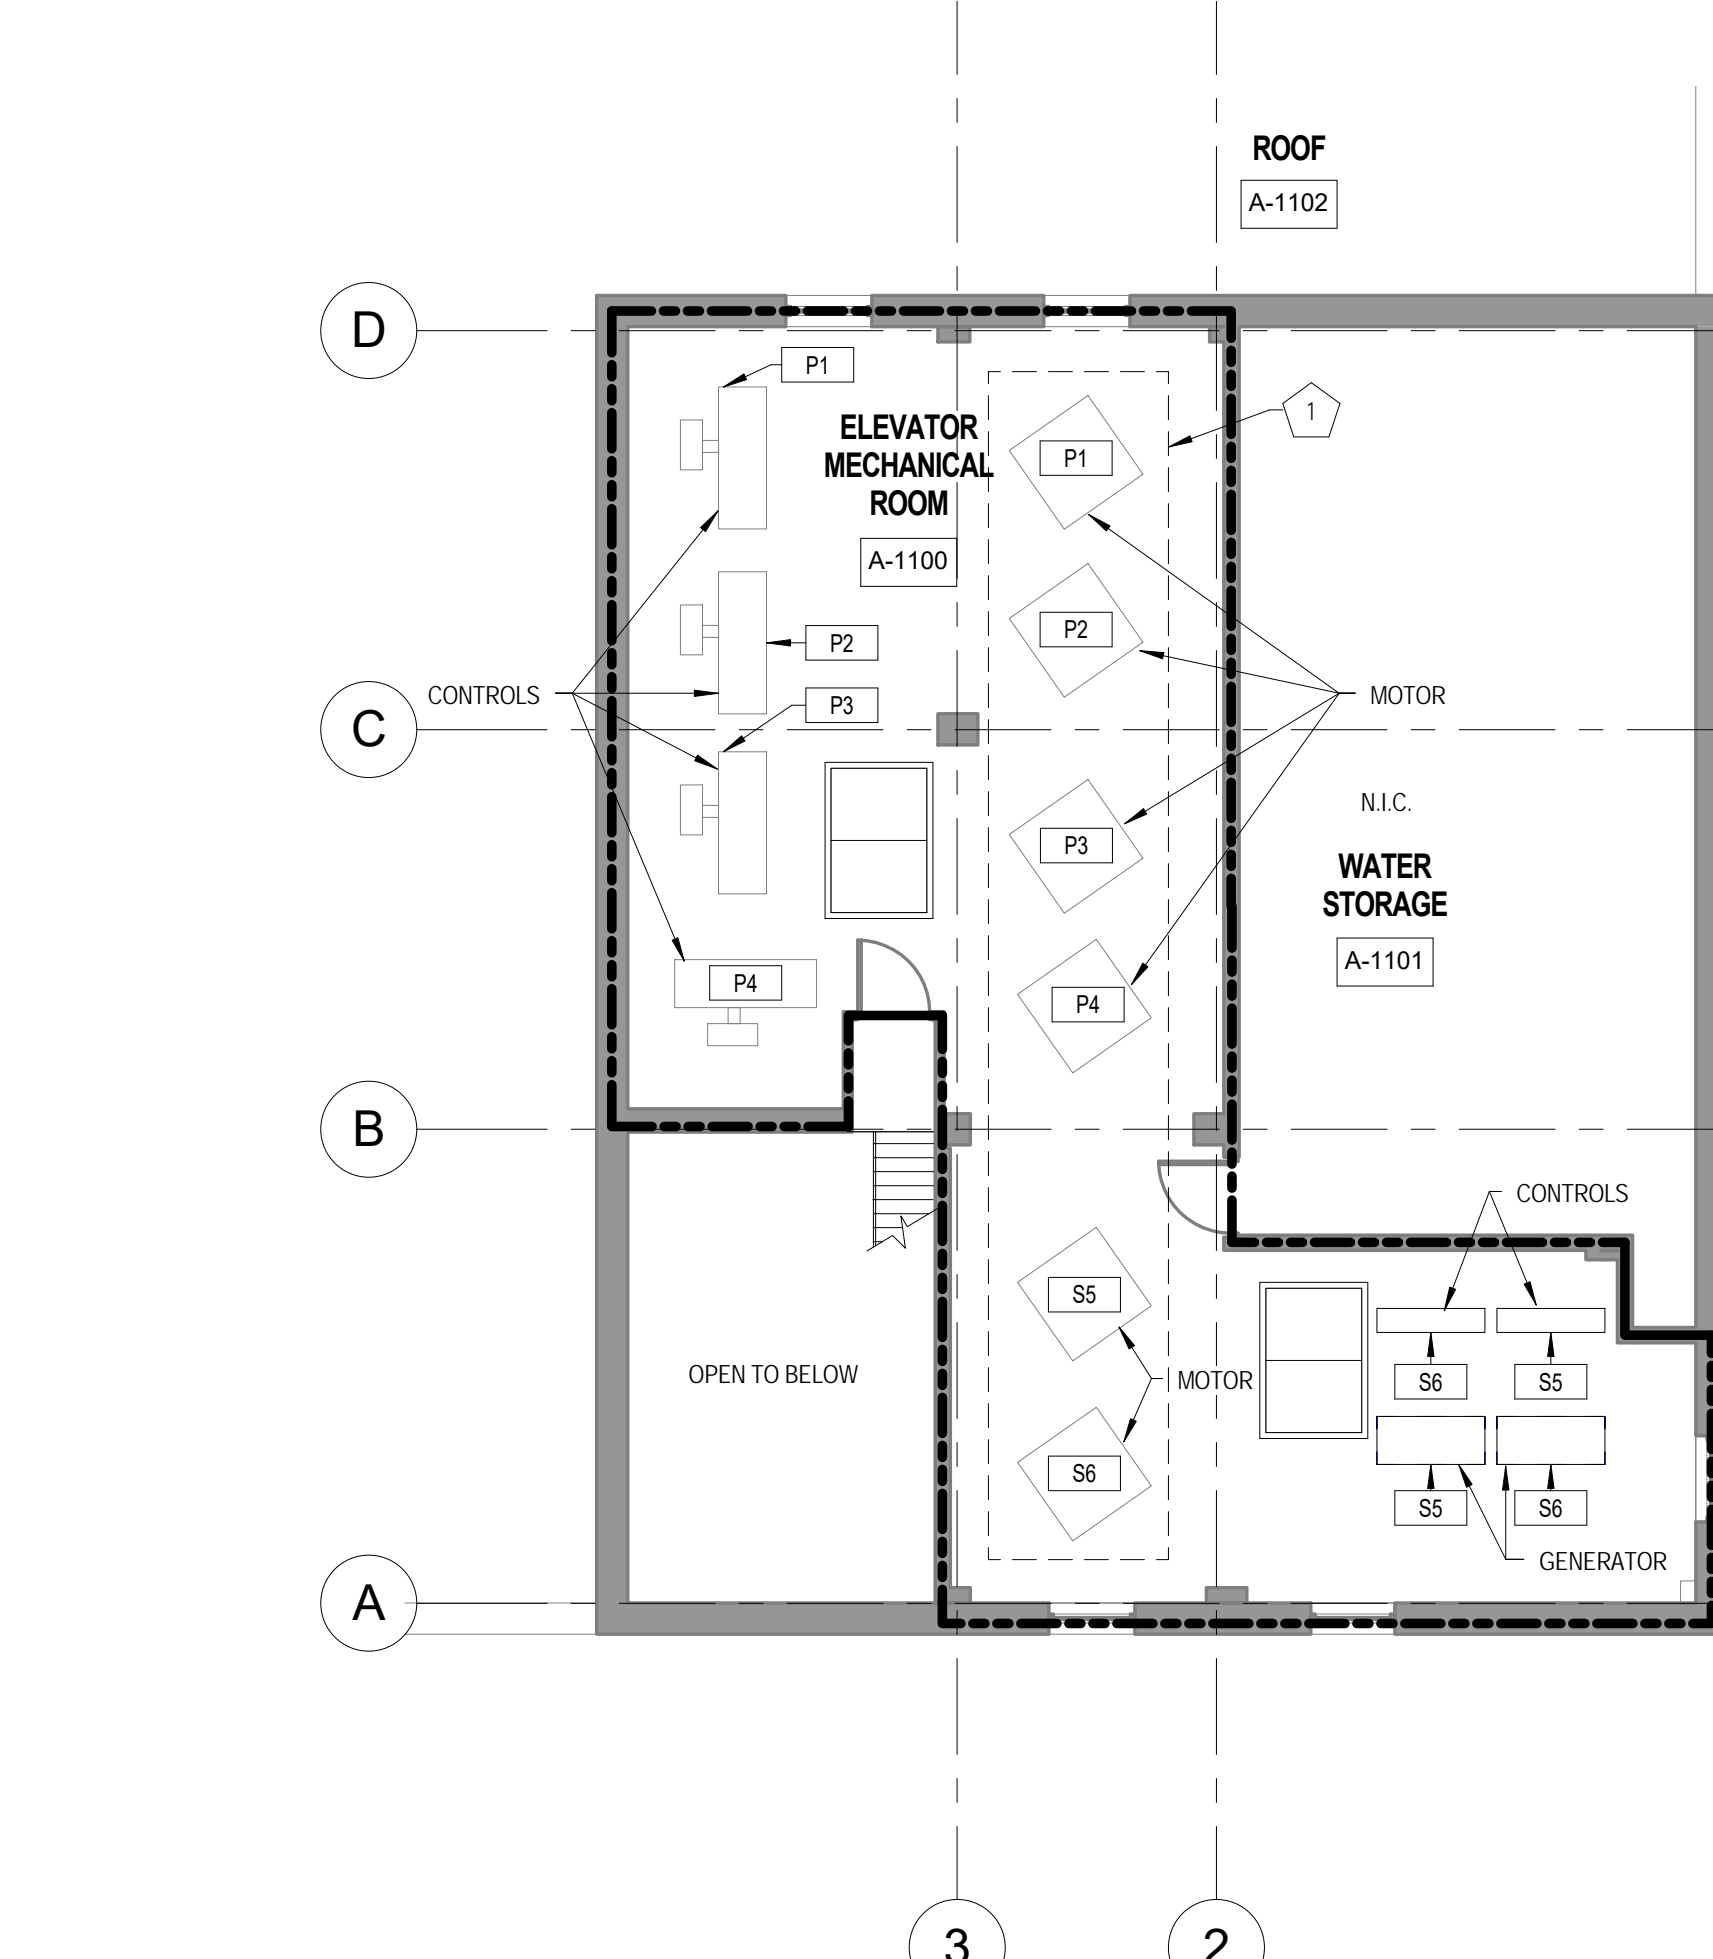 ROOF
A-1102
D
P1
1
ELEVATOR
MECHANICAL
ROOM
P1
A-1100
P2
P2
CONTROLS
P3
MOTOR
C
N.I.C.
P3
WATER
STORAGE
A-1101
P4
P4
B
CONTROLS
S5
OPEN TO BELOW
MOTOR
S6
S5
S6
S5
S6
GENERATOR
A
3
2